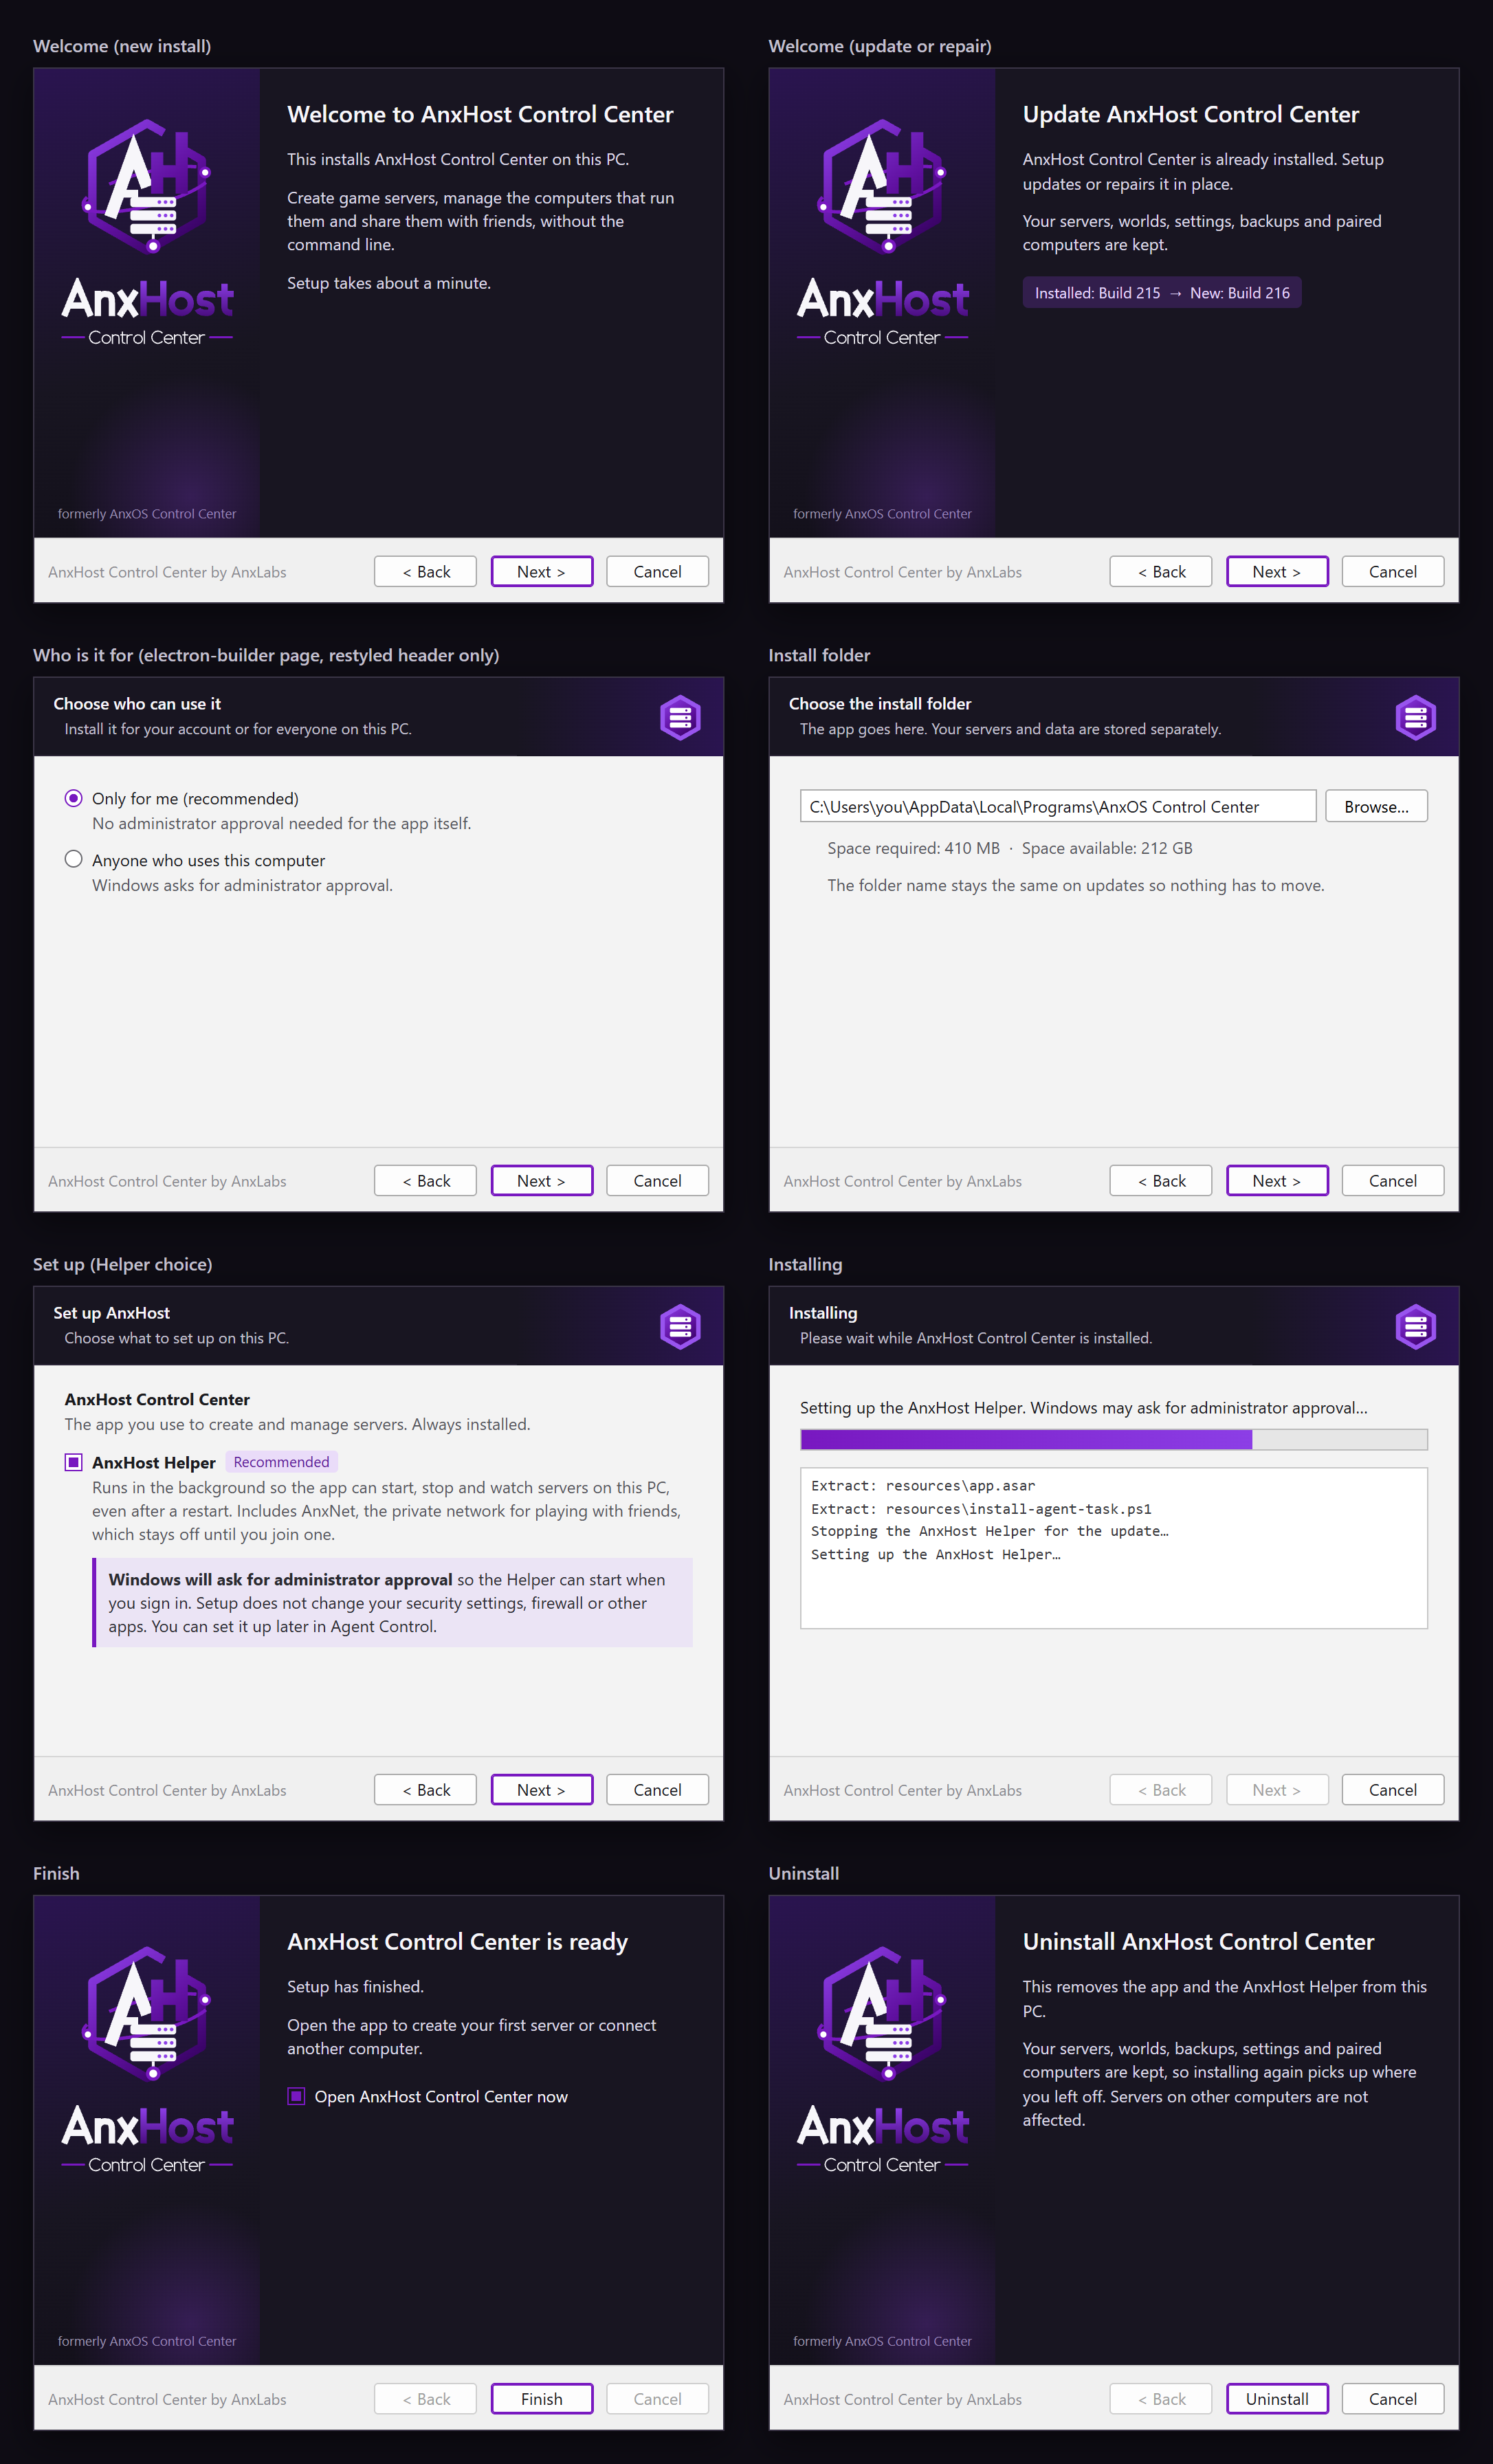 Welcome (new install)
AH
AnxHost
Control Center
formerly AnxOS Control Center
Welcome to AnxHost Control Center
This installs AnxHost Control Center on this PC.
Create game servers, manage the computers that run
them and share them with friends, without the
command line.
Setup takes about a minute.
AnxHost Control Center by AnxLabs
< Back
Next >
Cancel
Welcome (update or repair)
AH
AnxHost
Control Center
formerly AnxOS Control Center
Update AnxHost Control Center
AnxHost Control Center is already installed. Setup
updates or repairs it in place.
Your servers, worlds, settings, backups and paired
computers are kept.
Installed: Build 215 → New: Build 216
AnxHost Control Center by AnxLabs
< Back
Next >
Cancel
Who is it for (electron-builder page, restyled header only)
Choose who can use it
Install it for your account or for everyone on this PC.
Only for me (recommended)
No administrator approval needed for the app itself.
Anyone who uses this computer
Windows asks for administrator approval.
AnxHost Control Center by AnxLabs
< Back
Next >
Cancel
Install folder
Choose the install folder
The app goes here. Your servers and data are stored separately.
C:\Users\you\AppData\Local\Programs\AnxOS Control Center
Browse...
Space required: 410 MB · Space available: 212 GB
The folder name stays the same on updates so nothing has to move.
AnxHost Control Center by AnxLabs
< Back
Next >
Cancel
Set up (Helper choice)
Set up AnxHost
Choose what to set up on this PC.
AnxHost Control Center
The app you use to create and manage servers. Always installed.
AnxHost Helper
Recommended
Runs in the background so the app can start, stop and watch servers on this PC,
even after a restart. Includes AnxNet, the private network for playing with friends,
which stays off until you join one.
Windows will ask for administrator approval so the Helper can start when
you sign in. Setup does not change your security settings, firewall or other
apps. You can set it up later in Agent Control.
AnxHost Control Center by AnxLabs
< Back
Next >
Cancel
Installing
Installing
Please wait while AnxHost Control Center is installed.
Setting up the AnxHost Helper. Windows may ask for administrator approval...
Extract: resources\app.asar
Extract: resources\install-agent-task.ps1
Stopping the AnxHost Helper for the update…
Setting up the AnxHost Helper…
AnxHost Control Center by AnxLabs
< Back
Next >
Cancel
Finish
AH
AnxHost
Control Center
formerly AnxOS Control Center
AnxHost Control Center is ready
Setup has finished.
Open the app to create your first server or connect
another computer.
Open AnxHost Control Center now
AnxHost Control Center by AnxLabs
< Back
Finish
Cancel
Uninstall
AH
AnxHost
Control Center
formerly AnxOS Control Center
Uninstall AnxHost Control Center
This removes the app and the AnxHost Helper from this
PC.
Your servers, worlds, backups, settings and paired
computers are kept, so installing again picks up where
you left off. Servers on other computers are not
affected.
AnxHost Control Center by AnxLabs
< Back
Uninstall
Cancel